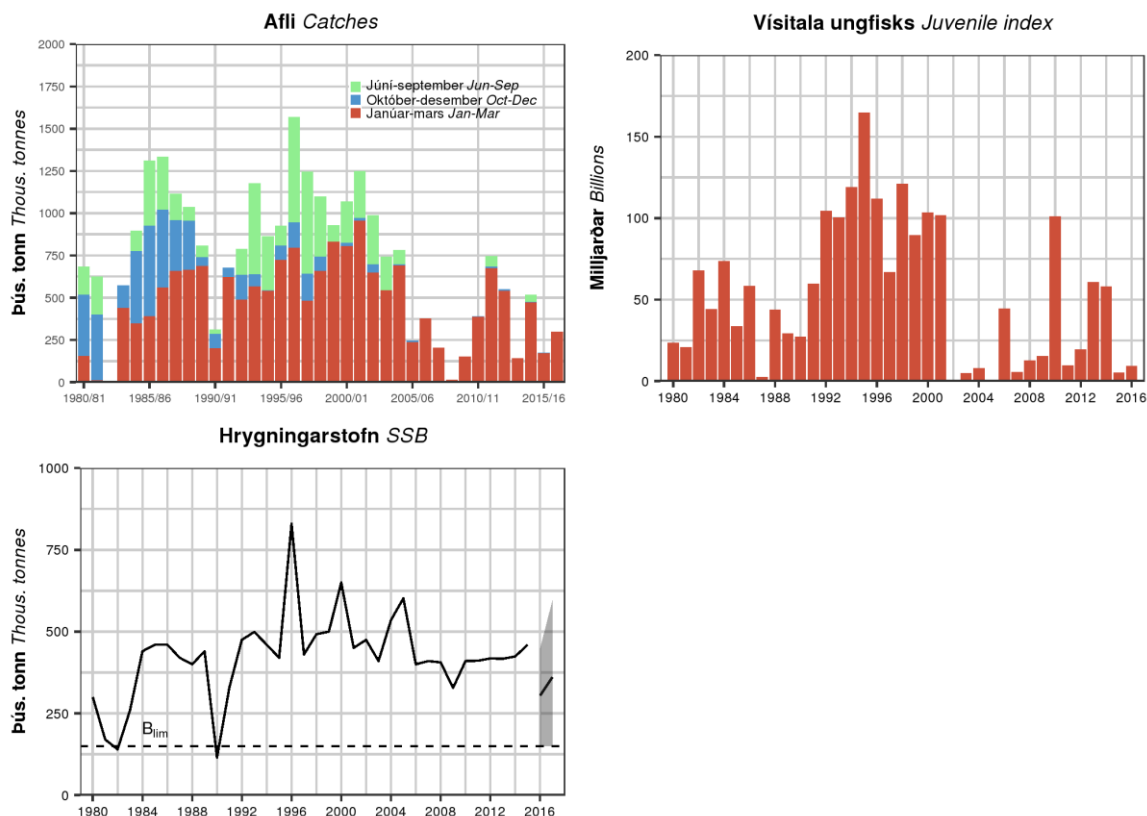 Afli Catches
Þús. tonn Thous. tonnes
2000
1750
1500
1250
1000
750
500
250
0
Júní-september Jun-Sep
Október-desember Oct-Dec
Janúar-mars Jan-Mar
1980/81 1985/86 1990/91 1995/96 2000/01 2005/06 2010/11 2015/16
Vísitala ungfisks Juvenile index
Milljarðar Billions
200
150
100
50
0
1980 1984 1988 1992 1996 2000 2004 2008 2012 2016
Hrygningarstofn SSB
Þús. tonn Thous. tonnes
1000
750
500
250
0
Blim
1980 1984 1988 1992 1996 2000 2004 2008 2012 2016